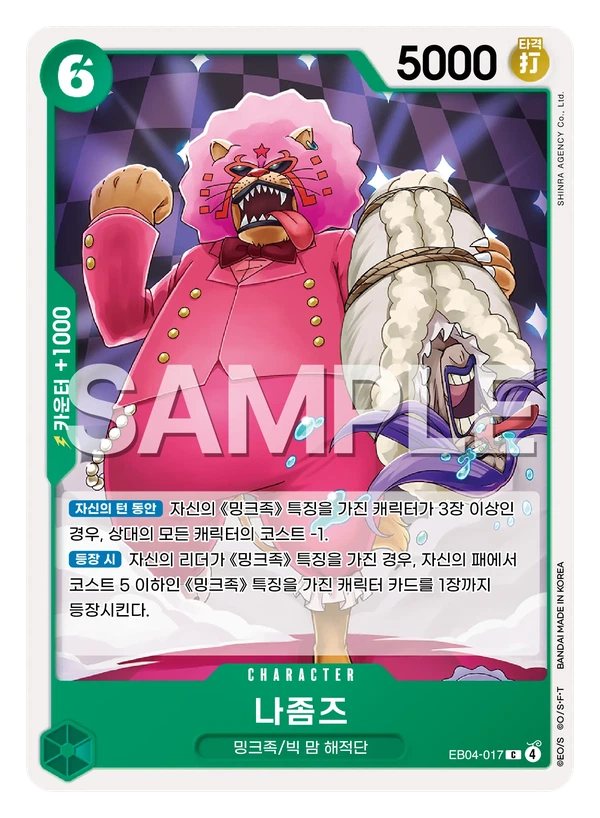 6
5000
타격
打
SHINRA AGENCY Co., Ltd.
카운터 +1000
SAMPLE
자신의 턴 동안 자신의 《밍크족》 특징을 가진 캐릭터가 3장 이상인
경우, 상대의 모든 캐릭터의 코스트 -1.
등장 시 자신의 리더가 《밍크족》 특징을 가진 경우, 자신의 패에서
코스트 5 이하인 《밍크족》 특징을 가진 캐릭터 카드를 1장까지
등장시킨다.
CHARACTER
나좀즈
밍크족/빅 맘 해적단
EB04-017 C 4
©EO/S ©O/S·F·T BANDAI MADE IN KOREA